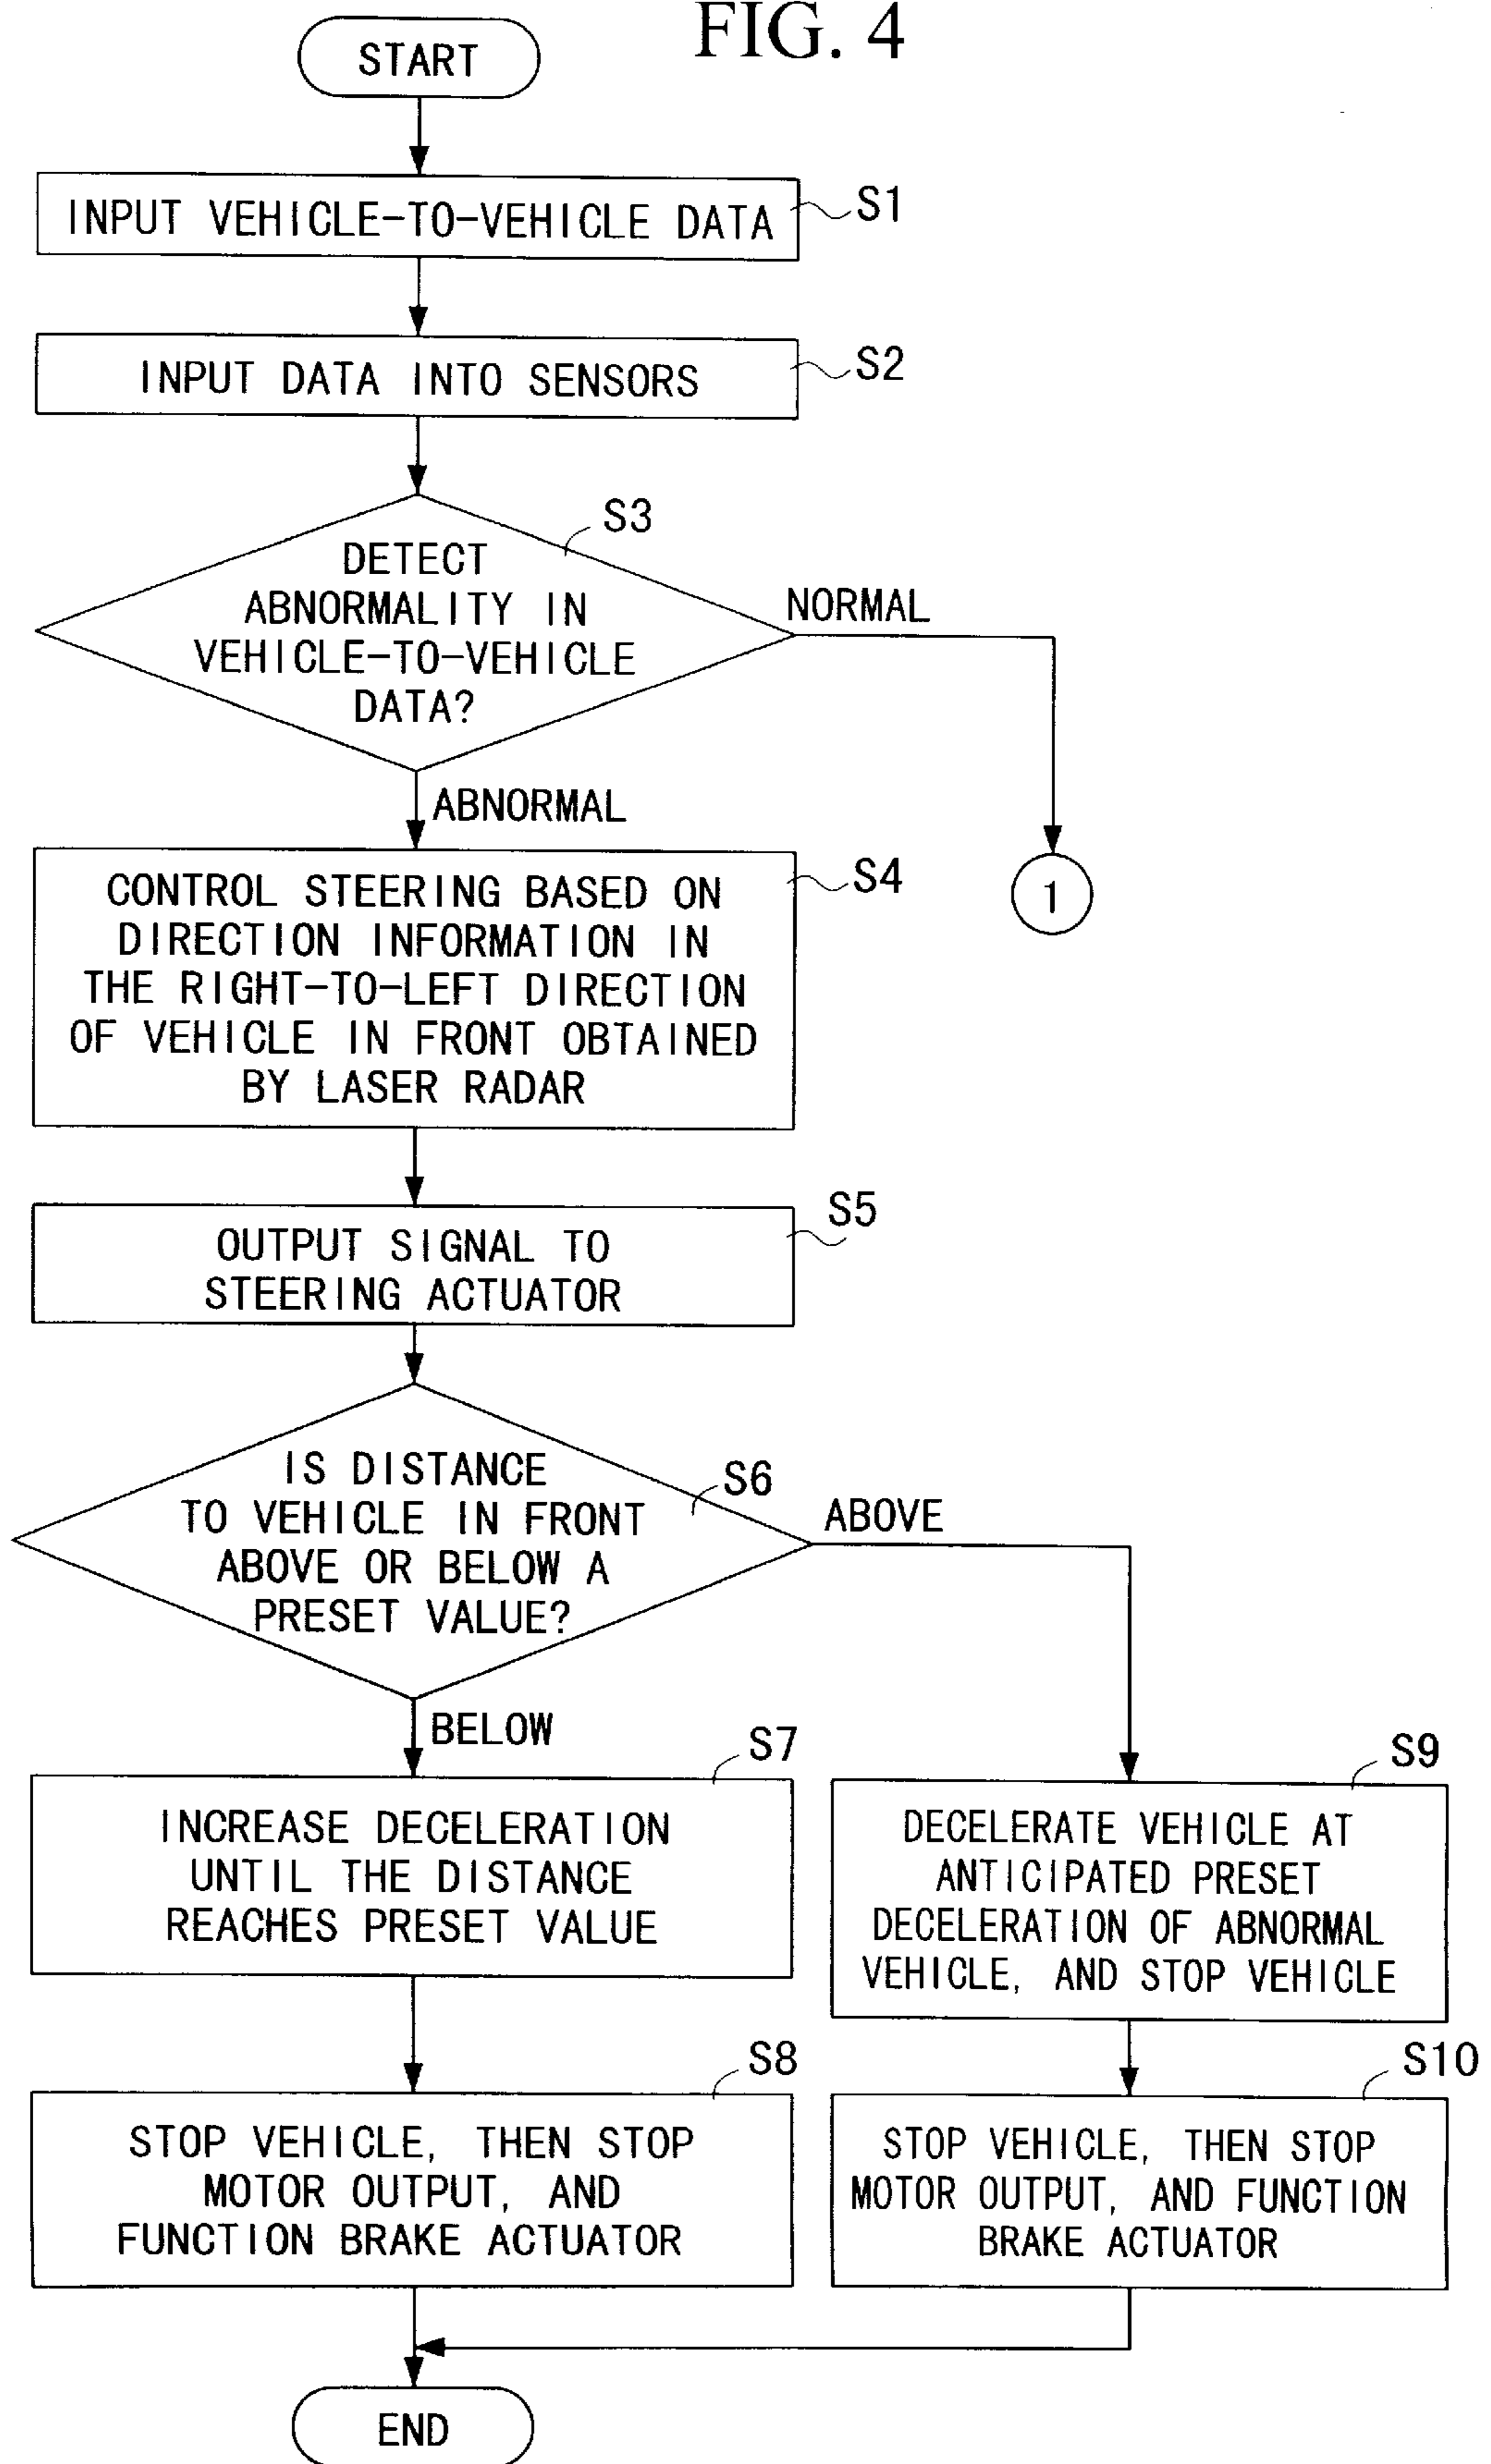 FIG. 4
START
INPUT VEHICLE-TO-VEHICLE DATA
S1
INPUT DATA INTO SENSORS
S2
S3
DETECT
ABNORMALITY IN
VEHICLE-TO-VEHICLE
DATA?
NORMAL
ABNORMAL
1
S4
CONTROL STEERING BASED ON
DIRECTION INFORMATION IN
THE RIGHT-TO-LEFT DIRECTION
OF VEHICLE IN FRONT OBTAINED
BY LASER RADAR
S5
OUTPUT SIGNAL TO
STEERING ACTUATOR
S6
IS DISTANCE
TO VEHICLE IN FRONT
ABOVE OR BELOW A
PRESET VALUE?
ABOVE
BELOW
S7
INCREASE DECELERATION
UNTIL THE DISTANCE
REACHES PRESET VALUE
S9
DECELERATE VEHICLE AT
ANTICIPATED PRESET
DECELERATION OF ABNORMAL
VEHICLE, AND STOP VEHICLE
S8
STOP VEHICLE, THEN STOP
MOTOR OUTPUT, AND
FUNCTION BRAKE ACTUATOR
S10
STOP VEHICLE, THEN STOP
MOTOR OUTPUT, AND FUNCTION
BRAKE ACTUATOR
END